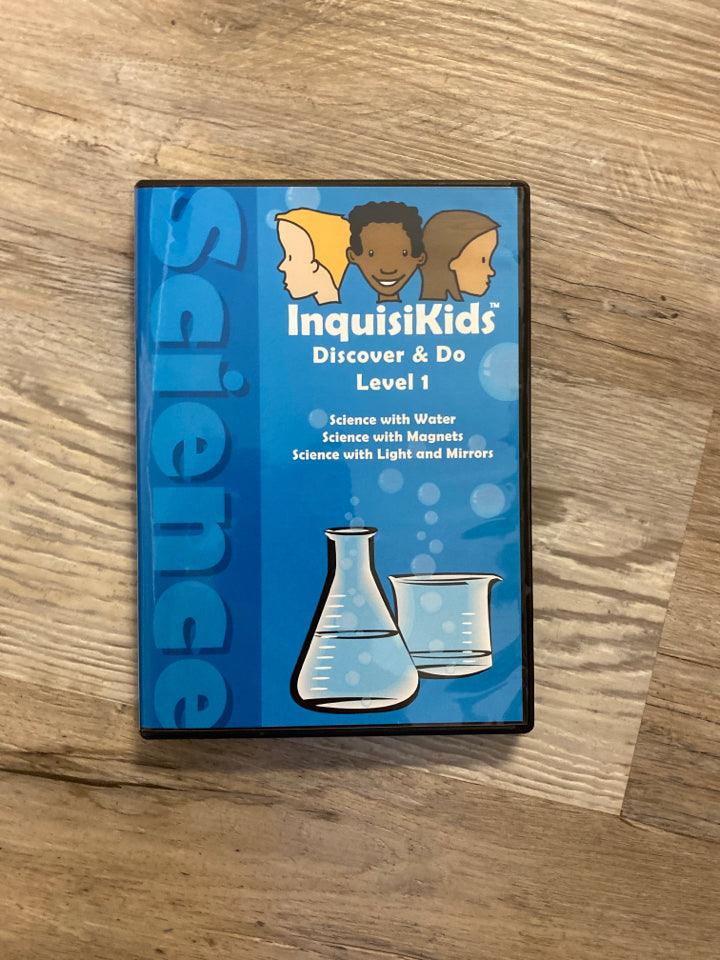 Science
InquisiKids™
Discover & Do
Level 1
Science with Water
Science with Magnets
Science with Light and Mirrors